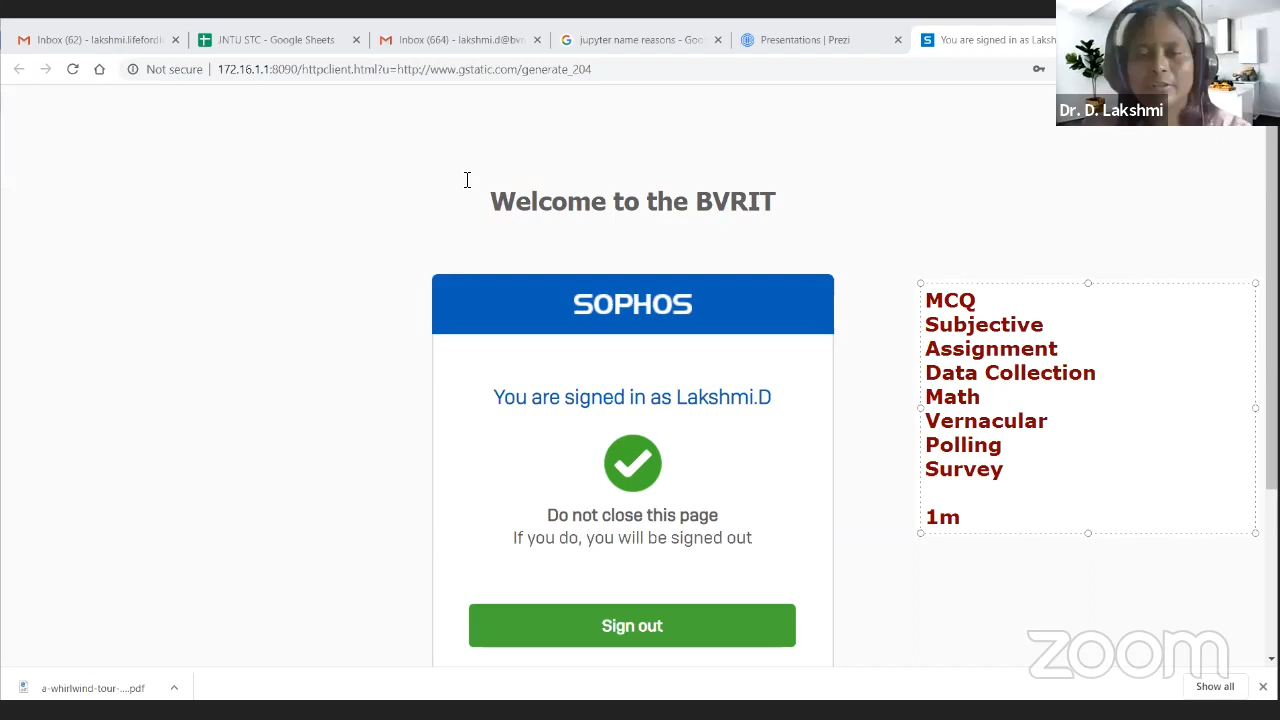 Inbox (62) - lakshmi.lifefordi
JNTU STC - Google Sheets
Inbox (664) - lakshmi.d@bvr
jupyter name reasons - Goo
Presentations | Prezi
You are signed in as Laksh
Not secure
172.16.1.1:8090/httpclient.html?u=http://www.gstatic.com/generate_204
Dr. D. Lakshmi
Welcome to the BVRIT
SOPHOS
You are signed in as Lakshmi.D
Do not close this page
If you do, you will be signed out
Sign out
MCQ
Subjective
Assignment
Data Collection
Math
Vernacular
Polling
Survey
1m
zoom
a-whirlwind-tour-....pdf
Show all